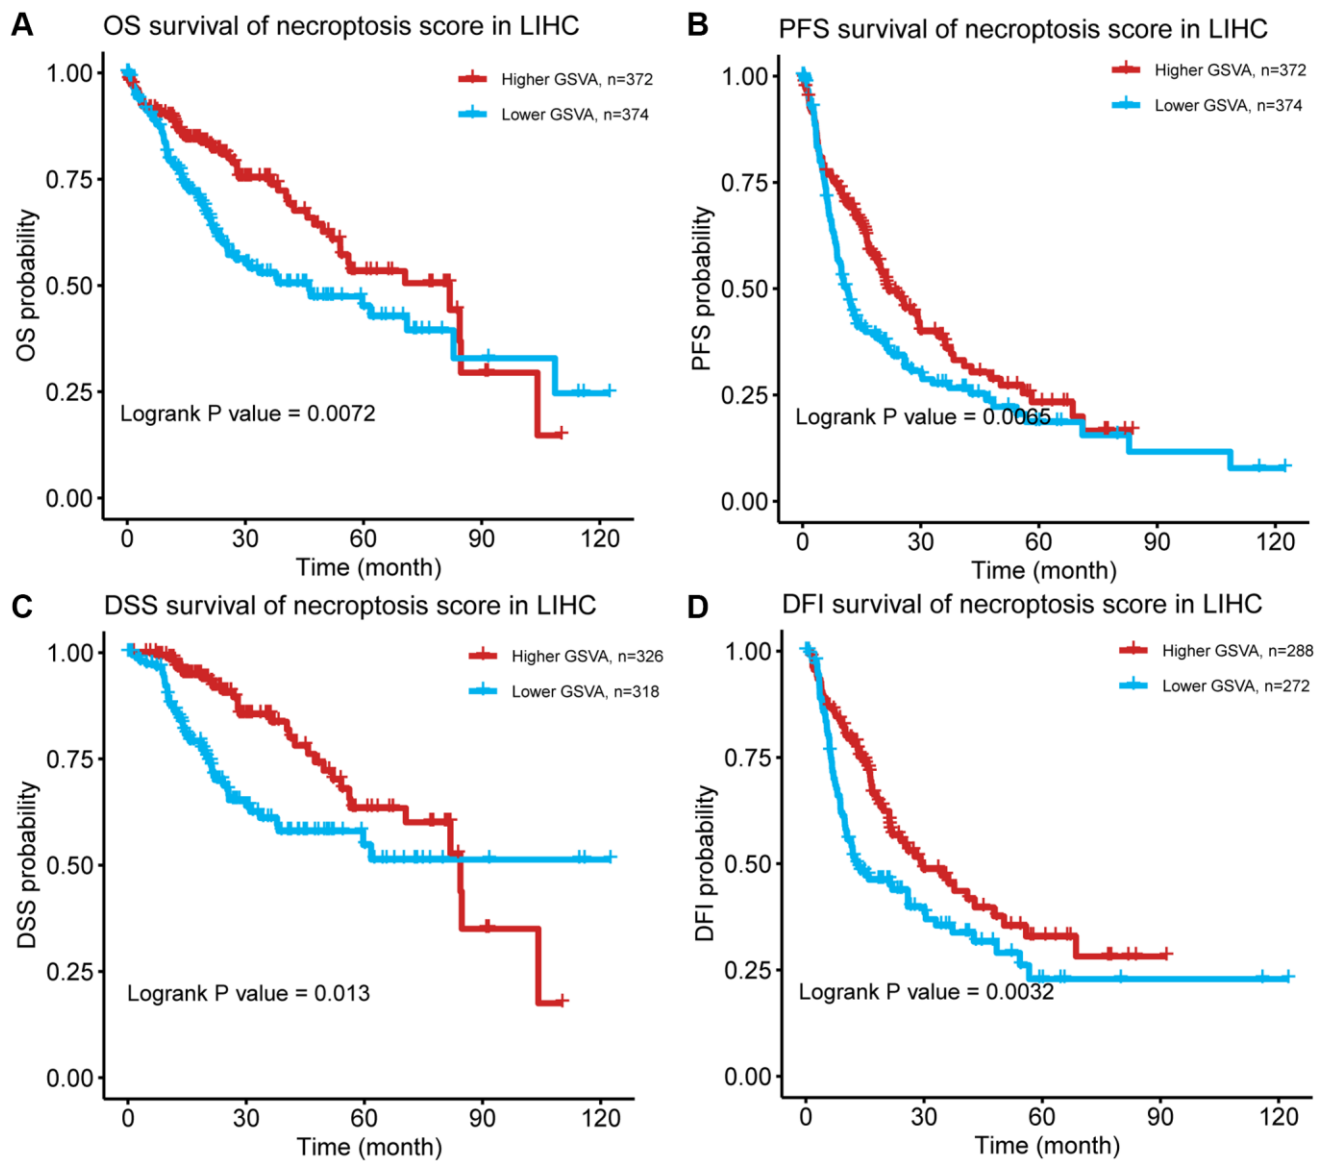 A
OS survival of necroptosis score in LIHC
Higher GSVA, n=372
Lower GSVA, n=374
1.00
0.75
0.50
0.25
0.00
OS probability
Logrank P value = 0.0072
0 30 60 90 120
Time (month)
B
PFS survival of necroptosis score in LIHC
Higher GSVA, n=372
Lower GSVA, n=374
1.00
0.75
0.50
0.25
0.00
PFS probability
Logrank P value = 0.0065
0 30 60 90 120
Time (month)
C
DSS survival of necroptosis score in LIHC
Higher GSVA, n=326
Lower GSVA, n=318
1.00
0.75
0.50
0.25
0.00
DSS probability
Logrank P value = 0.013
0 30 60 90 120
Time (month)
D
DFI survival of necroptosis score in LIHC
Higher GSVA, n=288
Lower GSVA, n=272
1.00
0.75
0.50
0.25
0.00
DFI probability
Logrank P value = 0.0032
0 30 60 90 120
Time (month)